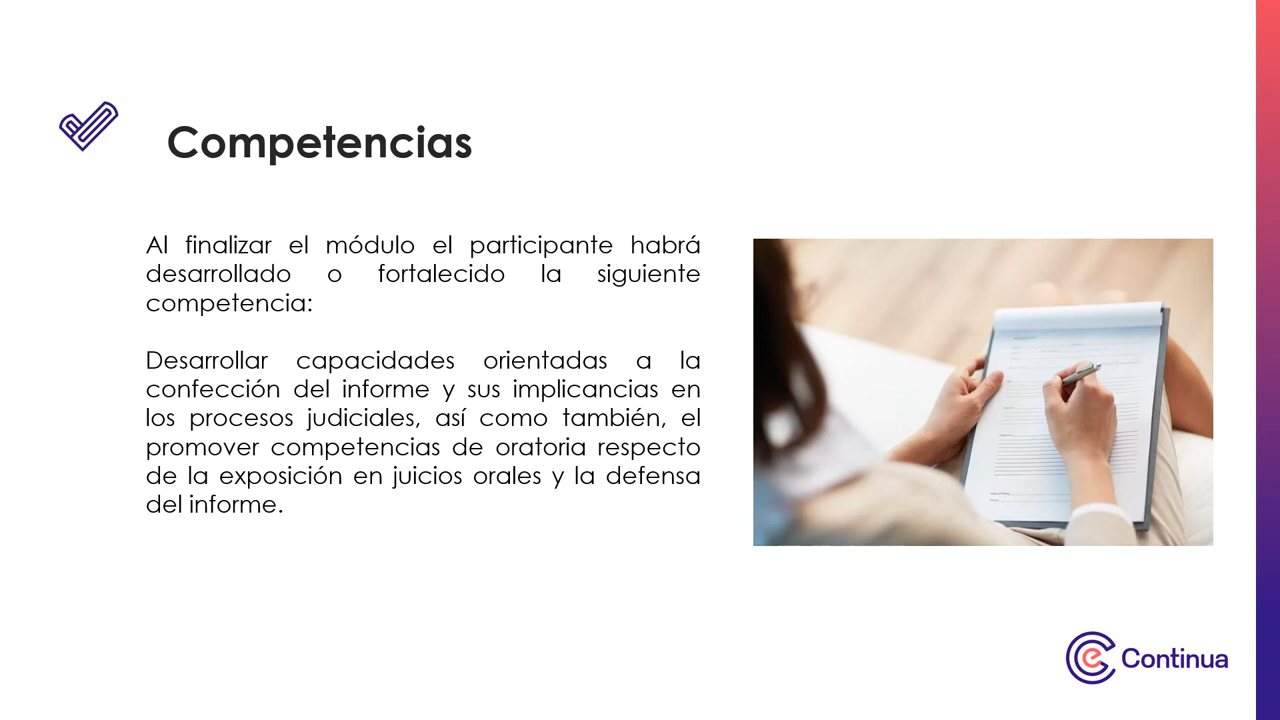 Competencias
Al finalizar el módulo el participante habrá
desarrollado o fortalecido la siguiente
competencia:
Desarrollar capacidades orientadas a la
confección del informe y sus implicancias en
los procesos judiciales, así como también, el
promover competencias de oratoria respecto
de la exposición en juicios orales y la defensa
del informe.
Continua